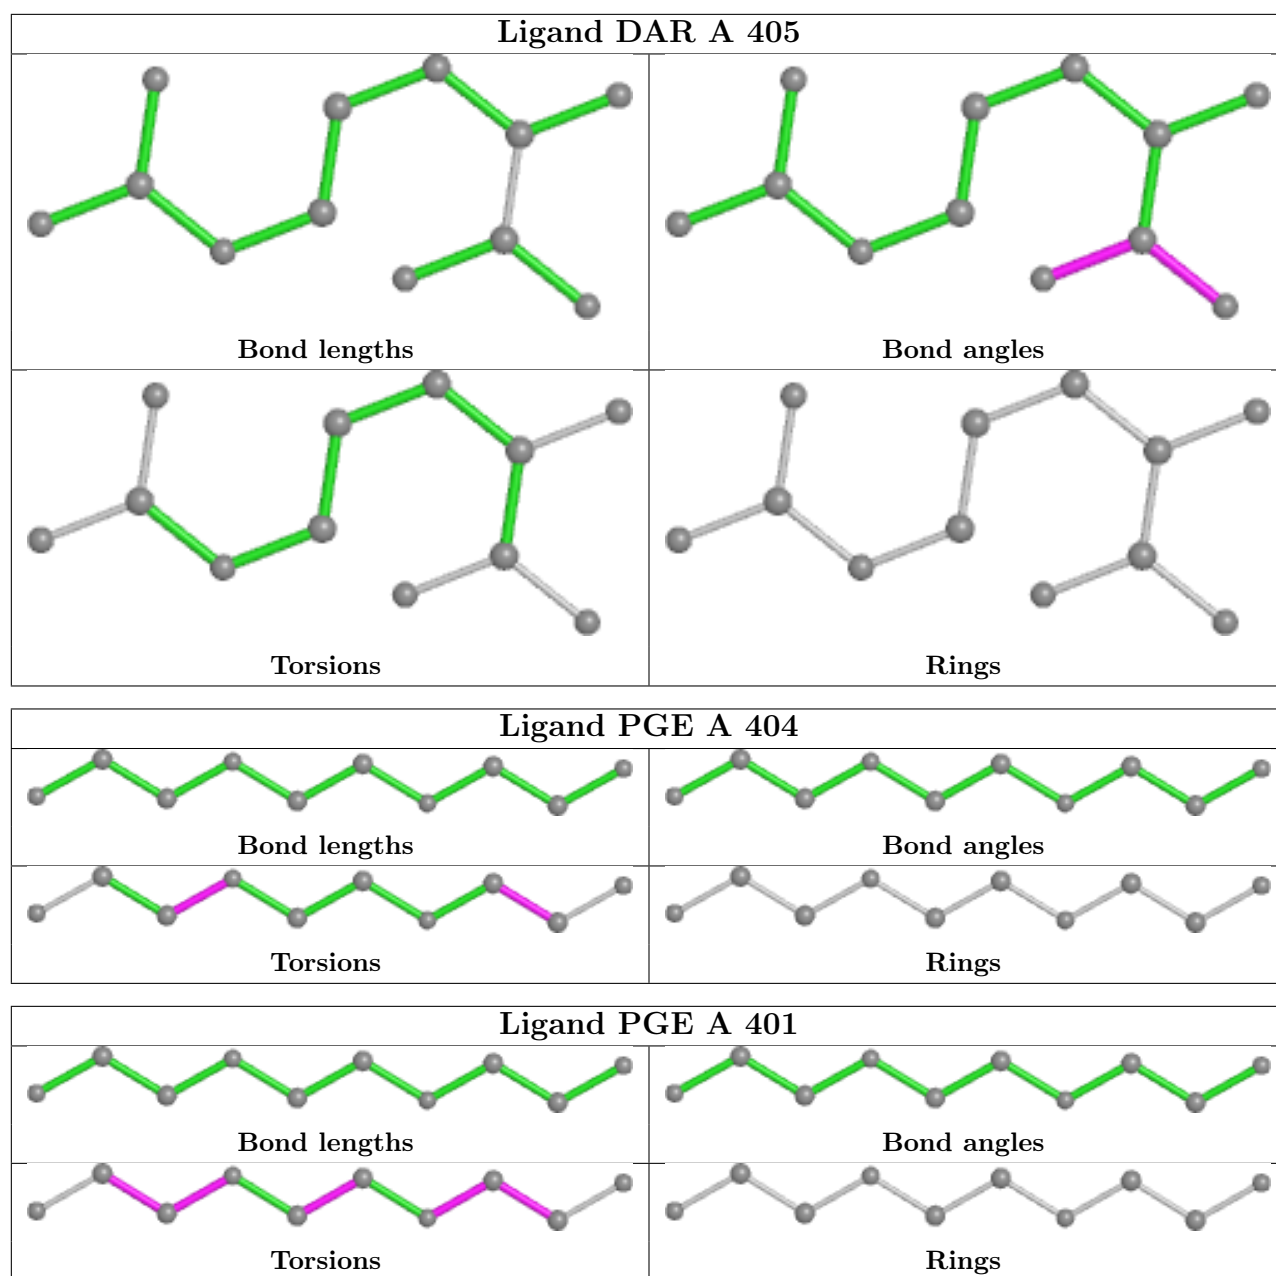 Ligand DAR A 405
Bond lengths
Bond angles
Torsions
Rings
Ligand PGE A 404
Bond lengths
Bond angles
Torsions
Rings
Ligand PGE A 401
Bond lengths
Bond angles
Torsions
Rings